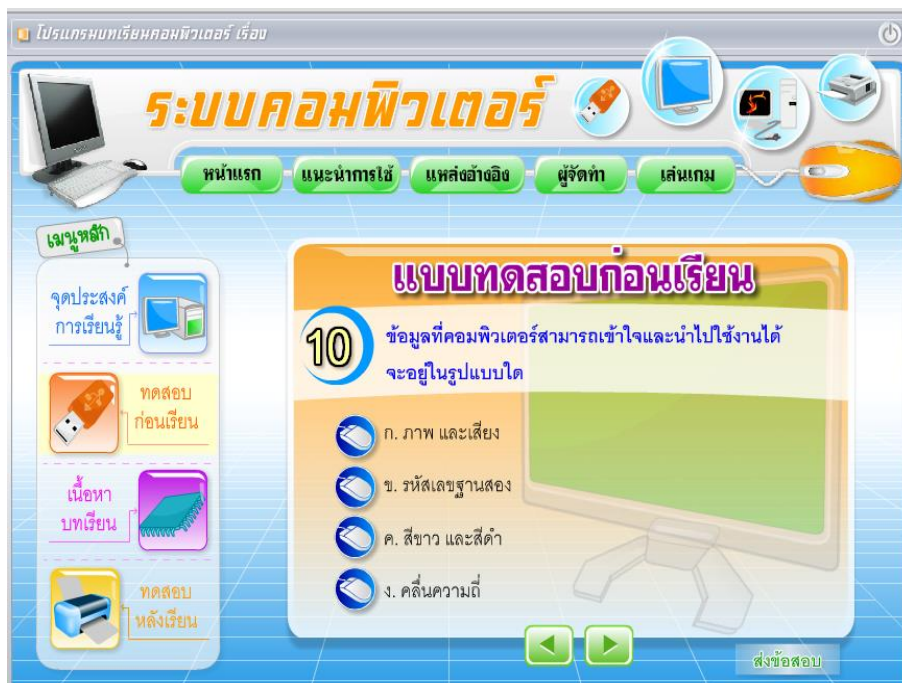 โปรแกรมบทเรียนคอมพิวเตอร์ เรื่อง
ระบบคอมพิวเตอร์
หน้าแรก
แนะนำการใช้
แหล่งอ้างอิง
ผู้จัดทำ
เล่นเกม
เมนูหลัก
จุดประสงค์
การเรียนรู้
ทดสอบ
ก่อนเรียน
เนื้อหา
บทเรียน
ทดสอบ
หลังเรียน
แบบทดสอบก่อนเรียน
10
ข้อมูลที่คอมพิวเตอร์สามารถเข้าใจและนำไปใช้งานได้
จะอยู่ในรูปแบบใด
ก. ภาพ และเสียง
ข. รหัสเลขฐานสอง
ค. สีขาว และสีดำ
ง. คลื่นความถี่
ส่งข้อสอบ